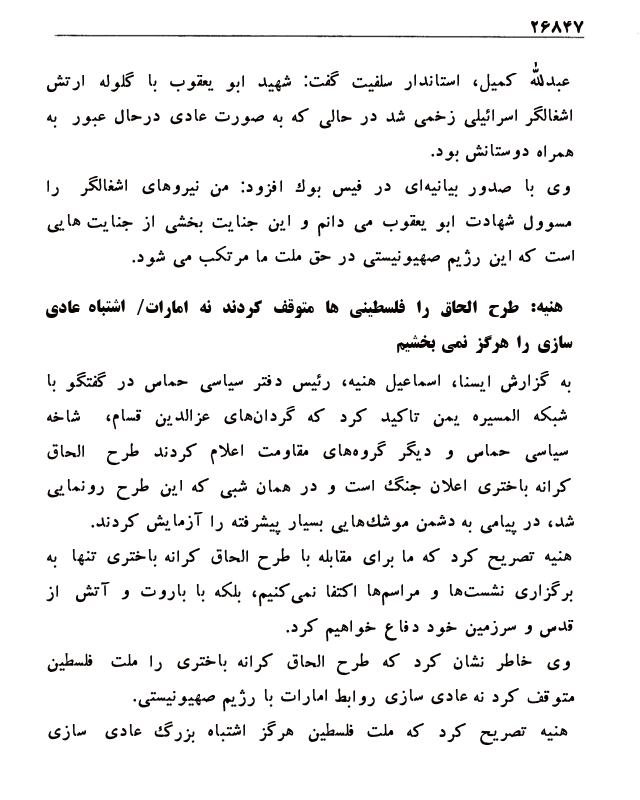 ۲۶۸۴۷
عبدالله کمیل، استاندار سلفیت گفت: شهید ابو یعقوب با گلوله ارتش
اشغالگر اسرائیلی زخمی شد در حالی که به صورت عادی درحال عبور به
همراه دوستانش بود.
وی با صدور بیانیه‌ای در فیس بوک افزود: من نیروهای اشغالگر را
مسوول شهادت ابو یعقوب می دانم و این جنایت بخشی از جنایت هایی
است که این رژیم صهیونیستی در حق ملت ما مرتکب می شود.
هنیه: طرح الحاق را فلسطینی ها متوقف کردند نه امارات/ اشتباه عادی
سازی را هرگز نمی بخشیم
به گزارش ایسنا، اسماعیل هنیه، رئیس دفتر سیاسی حماس در گفتگو با
شبکه المسیره یمن تاکید کرد که گردان‌های عزالدین قسام، شاخه
سیاسی حماس و دیگر گروه‌های مقاومت اعلام کردند طرح الحاق
کرانه باختری اعلان جنگ است و در همان شبی که این طرح رونمایی
شد، در پیامی به دشمن موشك‌هایی بسیار پیشرفته را آزمایش کردند.
هنیه تصریح کرد که ما برای مقابله با طرح الحاق کرانه باختری تنها به
برگزاری نشست‌ها و مراسم‌ها اکتفا نمی‌کنیم، بلکه با باروت و آتش از
قدس و سرزمین خود دفاع خواهیم کرد.
وی خاطر نشان کرد که طرح الحاق کرانه باختری را ملت فلسطین
متوقف کرد نه عادی سازی روابط امارات با رژیم صهیونیستی.
هنیه تصریح کرد که ملت فلسطین هرگز اشتباه بزرگ عادی سازی